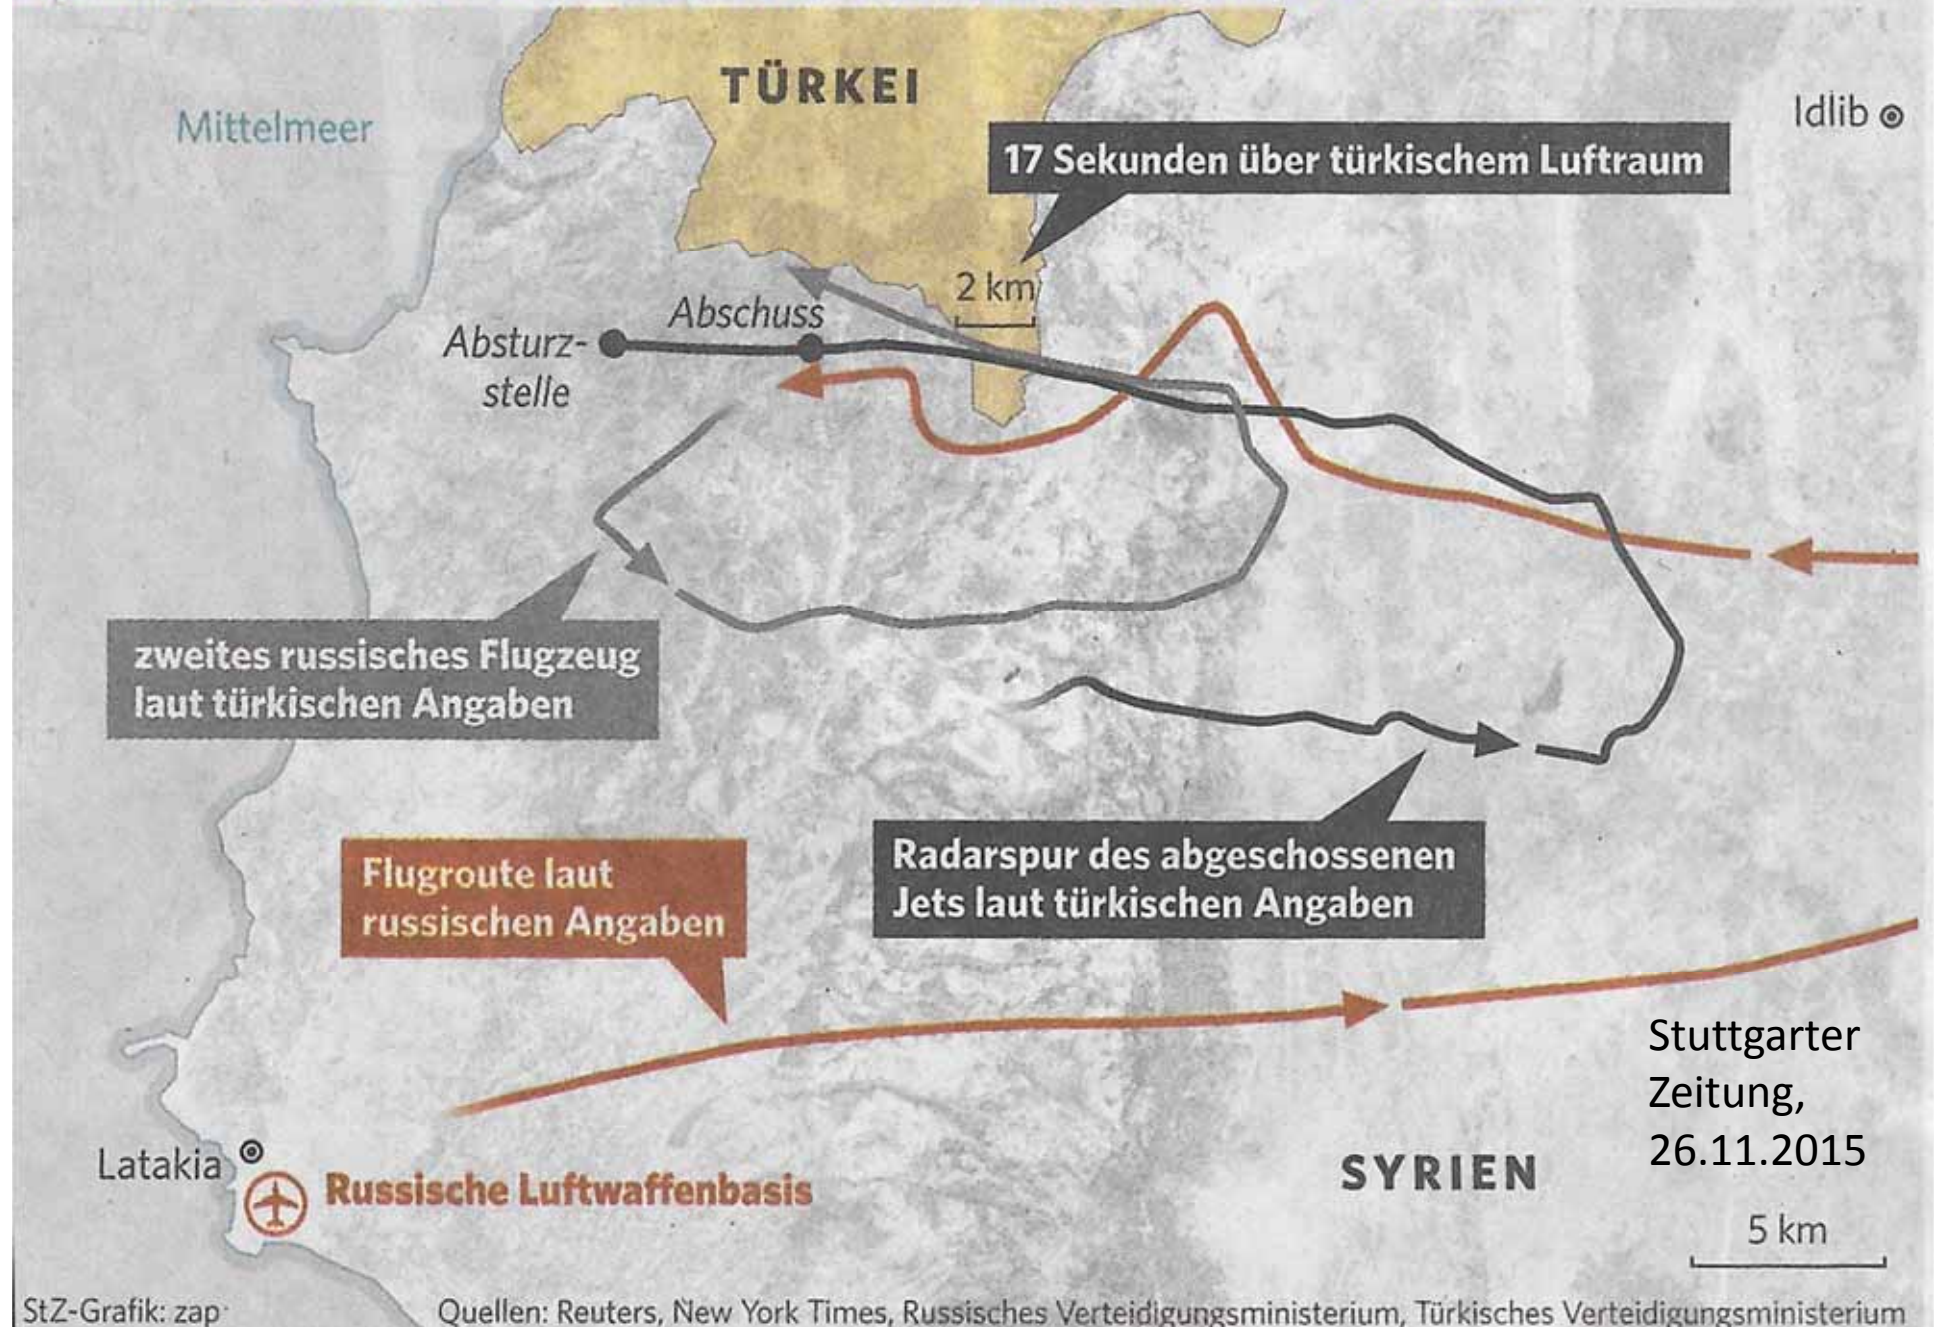 TÜRKEI
Mittelmeer
Idlib
17 Sekunden über türkischem Luftraum
2 km
Abschuss
Absturz-
stelle
zweites russisches Flugzeug
laut türkischen Angaben
Radarspur des abgeschossenen
Jets laut türkischen Angaben
Flugroute laut
russischen Angaben
Stuttgarter
Zeitung,
26.11.2015
Latakia
Russische Luftwaffenbasis
SYRIEN
5 km
StZ-Grafik: zap
Quellen: Reuters, New York Times, Russisches Verteidigungsministerium, Türkisches Verteidigungsministerium